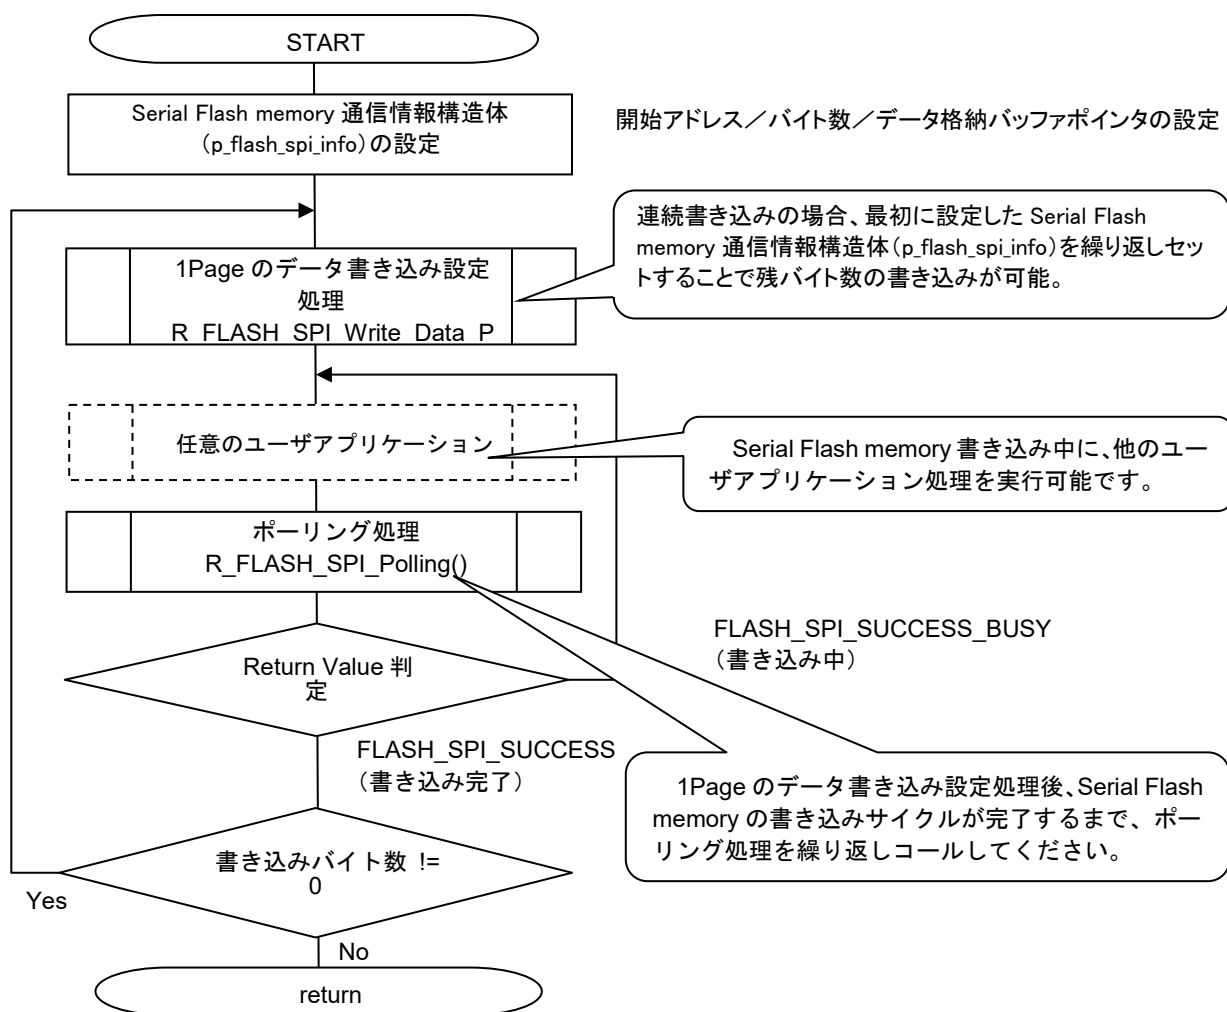 START
Serial Flash memory 通信情報構造体
（p_flash_spi_info）の設定
開始アドレス／バイト数／データ格納バッファポインタの設定
連続書き込みの場合、最初に設定した Serial Flash
memory 通信情報構造体（p_flash_spi_info）を繰り返しセッ
トすることで残バイト数の書き込みが可能。
1Page のデータ書き込み設定
処理
R_FLASH_SPI_Write_Data_P
任意のユーザアプリケーション
Serial Flash memory 書き込み中に、他のユー
ザアプリケーション処理を実行可能です。
ポーリング処理
R_FLASH_SPI_Polling()
FLASH_SPI_SUCCESS_BUSY
（書き込み中）
Return Value 判
定
FLASH_SPI_SUCCESS
（書き込み完了）
1Page のデータ書き込み設定処理後、Serial Flash
memory の書き込みサイクルが完了するまで、ポー
リング処理を繰り返しコールしてください。
書き込みバイト数 !=
0
Yes
No
return